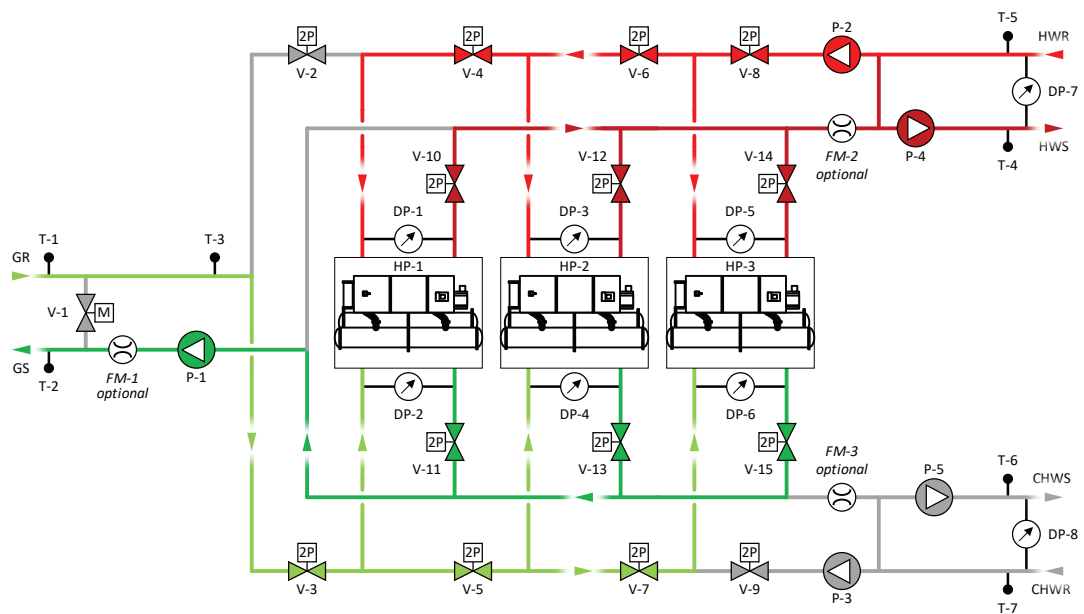 2P
2P
2P
2P
P-2
T-5
HWR
V-2
V-4
V-6
V-8
DP-7
V-10
V-12
V-14
FM-2
optional
P-4
T-4
HWS
2P
2P
2P
DP-1
DP-3
DP-5
T-1
T-3
GR
HP-1
HP-2
HP-3
V-1
M
GS
T-2
FM-1
optional
P-1
DP-2
DP-4
DP-6
2P
2P
2P
V-11
V-13
V-15
FM-3
optional
P-5
T-6
CHWS
DP-8
2P
2P
2P
2P
CHWR
V-3
V-5
V-7
V-9
P-3
T-7